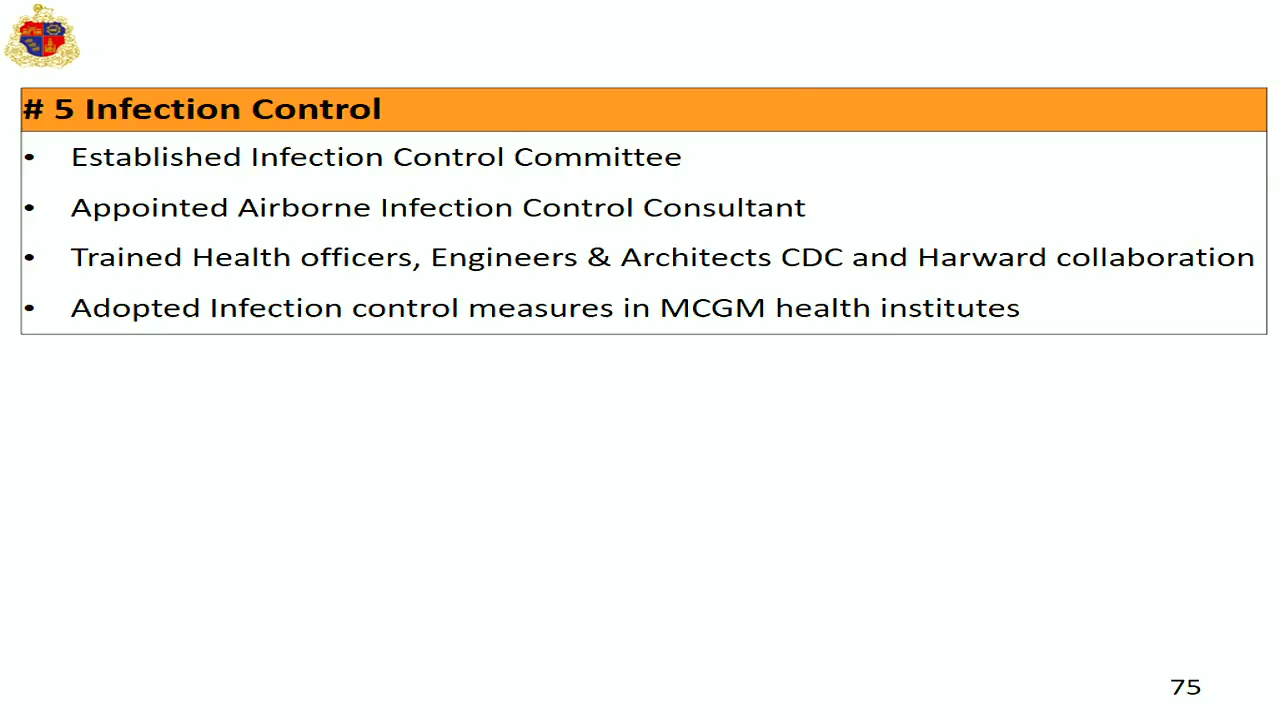 # 5 Infection Control
• Established Infection Control Committee
• Appointed Airborne Infection Control Consultant
• Trained Health officers, Engineers & Architects CDC and Harward collaboration
• Adopted Infection control measures in MCGM health institutes
75